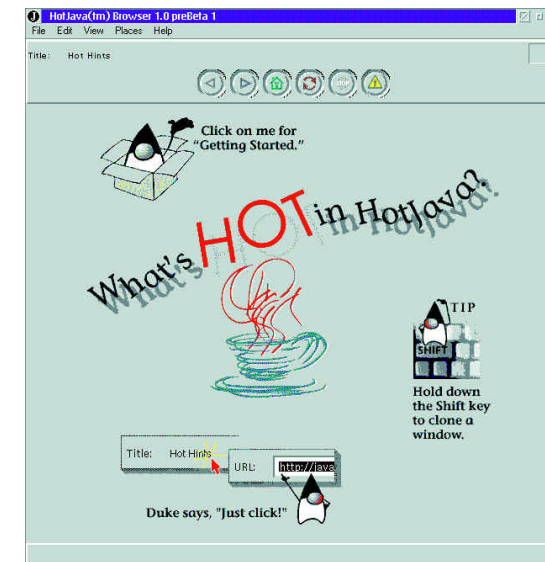 HotJava(tm) Browser 1.0 preBeta 1
File Edit View Places Help
Title: Hot Hints
STOP
Click on me for
"Getting Started."
What's HOT in HotJava?
TIP
SHIFT
Hold down
the Shift key
to clone a
window.
Title: Hot Hints
URL: http://java
Duke says, "Just click!"